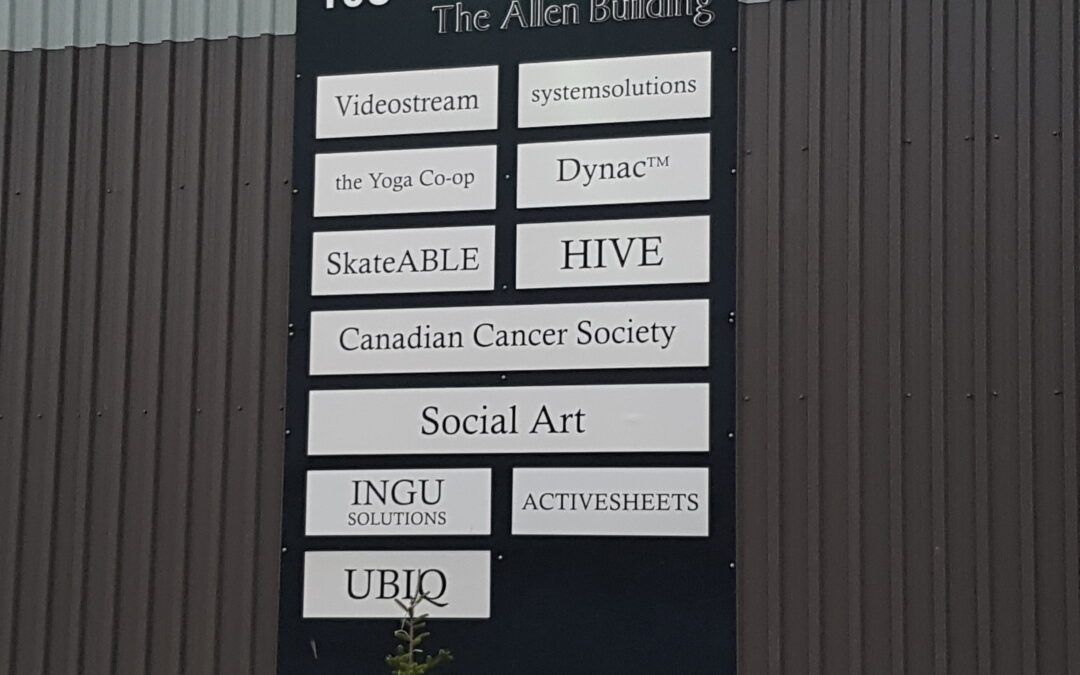 The Allen Building
Videostream
systemsolutions
the Yoga Co-op
Dynac™
SkateABLE
HIVE
Canadian Cancer Society
Social Art
INGU
SOLUTIONS
ACTIVESHEETS
UBIQ